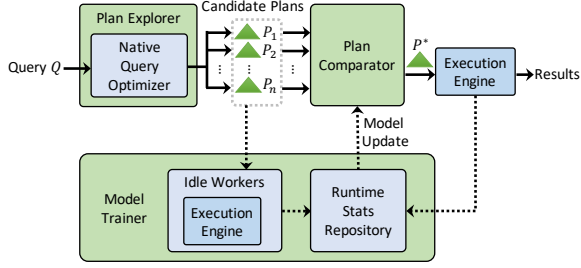 Plan Explorer
Native
Query
Optimizer
Query Q
Candidate Plans
P1
P2
⋮ ⋮ ⋮
Pn
Plan
Comparator
P*
Execution
Engine
Results
Model
Update
Model
Trainer
Idle Workers
Execution
Engine
Runtime
Stats
Repository